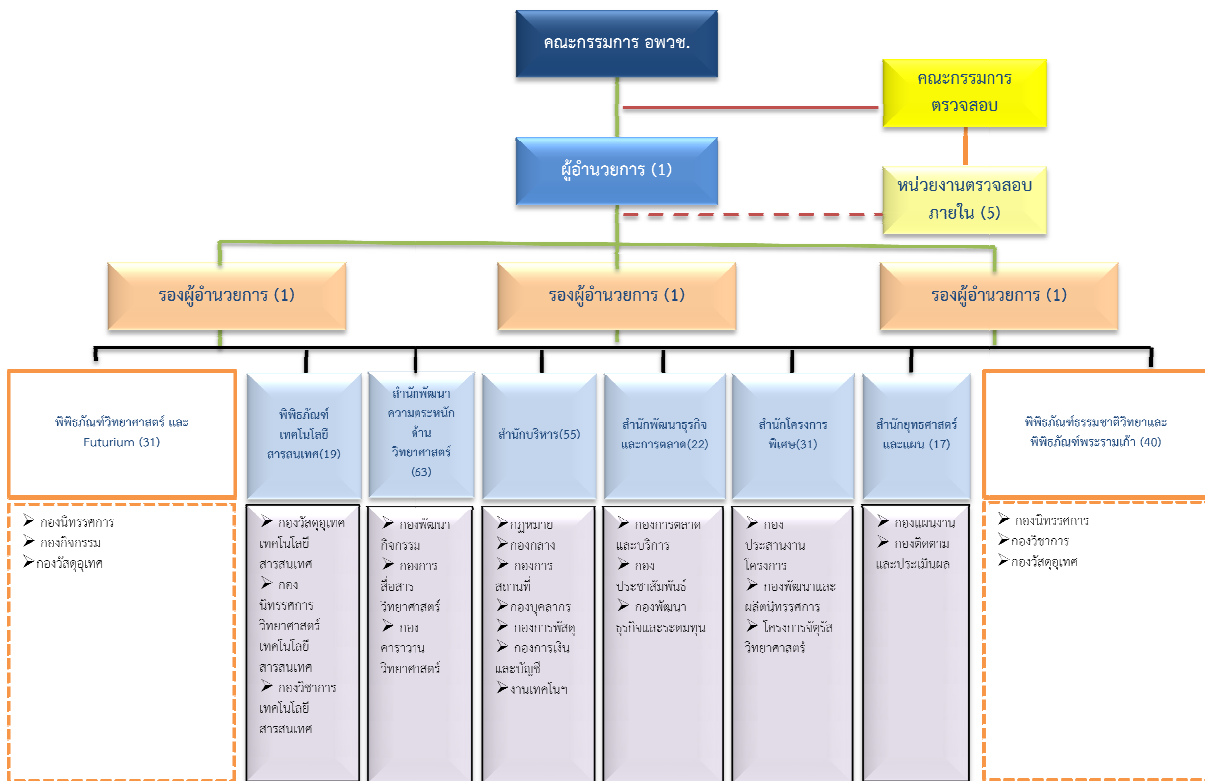 คณะกรรมการ อพวช.
คณะกรรมการ
ตรวจสอบ
ผู้อำนวยการ (1)
หน่วยงานตรวจสอบ
ภายใน (5)
รองผู้อำนวยการ (1)
รองผู้อำนวยการ (1)
รองผู้อำนวยการ (1)
พิพิธภัณฑ์วิทยาศาสตร์ และ
Futurium (31)
พิพิธภัณฑ์
เทคโนโลยี
สารสนเทศ(19)
สำนักพัฒนา
ความตระหนัก
ด้าน
วิทยาศาสตร์
(63)
สำนักบริหาร(55)
สำนักพัฒนาธุรกิจ
และการตลาด(22)
สำนักโครงการ
พิเศษ(31)
สำนักยุทธศาสตร์
และแผน (17)
พิพิธภัณฑ์ธรรมชาติวิทยาและ
พิพิธภัณฑ์พระรามเก้า (40)
➢ กองนิทรรศการ
➢ กองกิจกรรม
➢กองวัสดุอุเทศ
➢ กองวัสดุอุเทศ
เทคโนโลยี
สารสนเทศ
➢ กอง
นิทรรศการ
วิทยาศาสตร์
เทคโนโลยี
สารสนเทศ
➢ กองวิชาการ
เทคโนโลยี
สารสนเทศ
➢ กองพัฒนา
กิจกรรม
➢ กองการ
สื่อสาร
วิทยาศาสตร์
➢ กอง
คาราวาน
วิทยาศาสตร์
➢กฎหมาย
➢กองกลาง
➢ กองการ
สถานที่
➢กองบุคลากร
➢กองการพัสดุ
➢ กองการเงิน
และบัญชี
➢งานเทคโนฯ
➢ กองการตลาด
และบริการ
➢ กอง
ประชาสัมพันธ์
➢ กองพัฒนา
ธุรกิจและระดมทุน
➢ กอง
ประสานงาน
โครงการ
➢ กองพัฒนาและ
ผลิตนิทรรศการ
➢ โครงการจัตุรัส
วิทยาศาสตร์
➢ กองแผนงาน
➢ กองติดตาม
และประเมินผล
➢ กองนิทรรศการ
➢กองวิชาการ
➢กองวัสดุอุเทศ